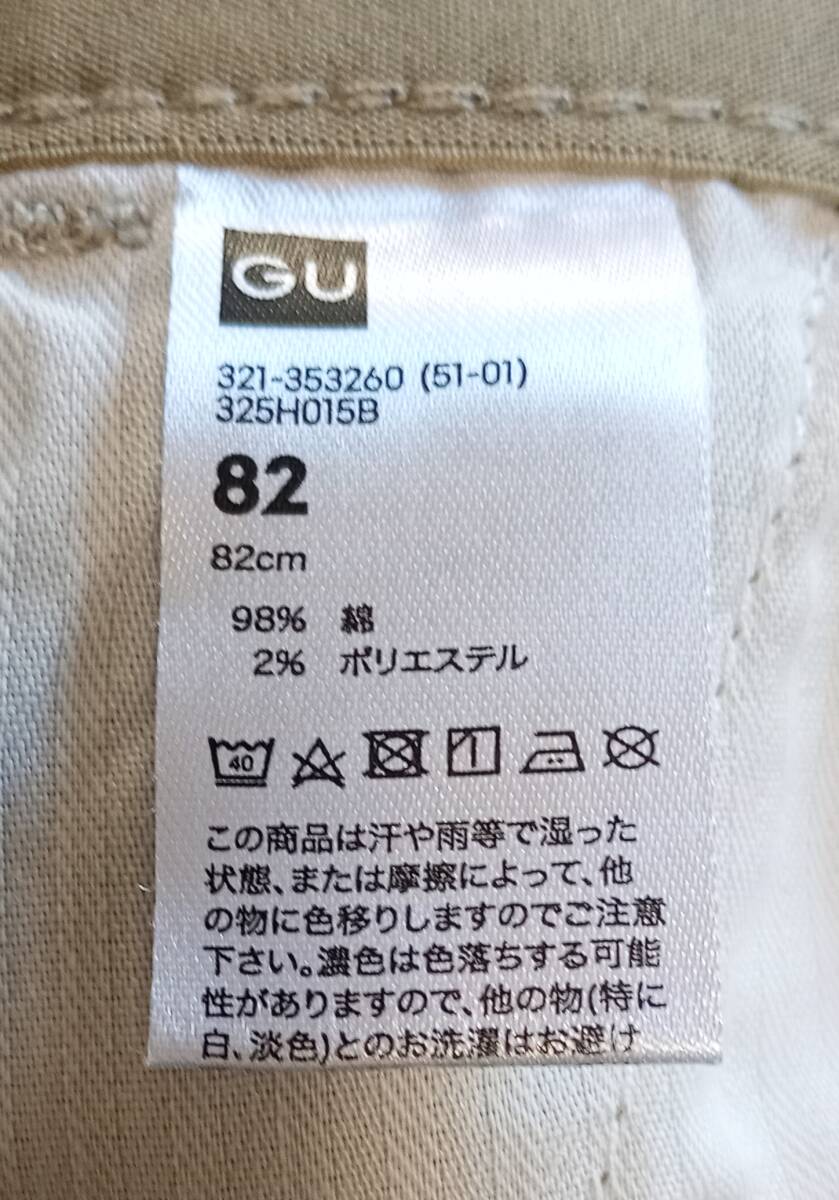 GU
321-353260 (51-01)
325H015B
82
82cm
98% 綿
2% ポリエステル
40
この商品は汗や雨等で湿った
状態、または摩擦によって、他
の物に色移りしますのでご注意
下さい。濃色は色落ちする可能
性がありますので、他の物(特に
白、淡色)とのお洗濯はお避け